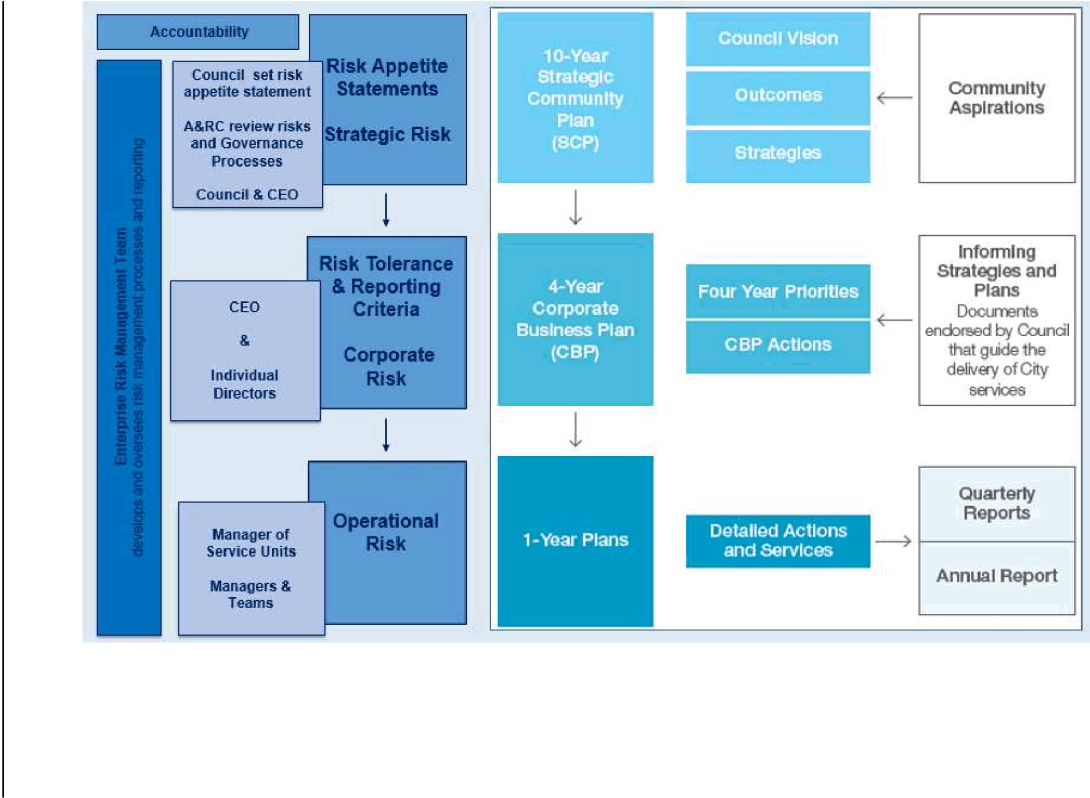 Accountability
Enterprise Risk Management Team
develops and oversees risk management processes and reporting
Council set risk
appetite statement
A&RC review risks
and Governance
Processes
Council & CEO
Risk Appetite
Statements
Strategic Risk
CEO
&
Individual
Directors
Risk Tolerance
& Reporting
Criteria
Corporate
Risk
Manager of
Service Units
Managers &
Teams
Operational
Risk
10-Year
Strategic
Community
Plan
(SCP)
Council Vision
Outcomes
Strategies
Community
Aspirations
4-Year
Corporate
Business Plan
(CBP)
Four Year Priorities
CBP Actions
Informing
Strategies and
Plans
Documents
endorsed by Council
that guide the
delivery of City
services
1-Year Plans
Detailed Actions
and Services
Quarterly
Reports
Annual Report